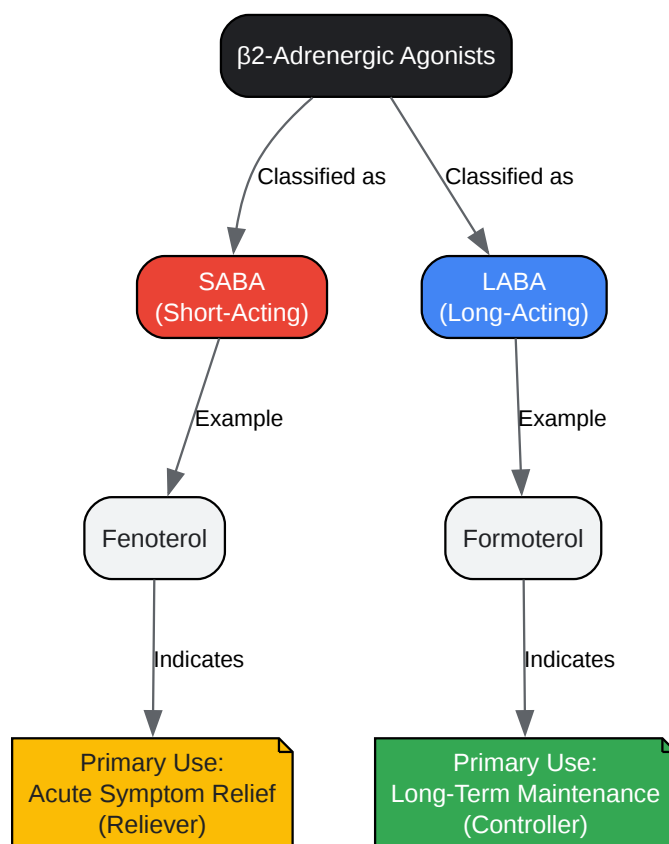 β2-Adrenergic Agonists
Classified as
Classified as
SABA
(Short-Acting)
LABA
(Long-Acting)
Example
Example
Fenoterol
Formoterol
Indicates
Indicates
Primary Use:
Acute Symptom Relief
(Reliever)
Primary Use:
Long-Term Maintenance
(Controller)